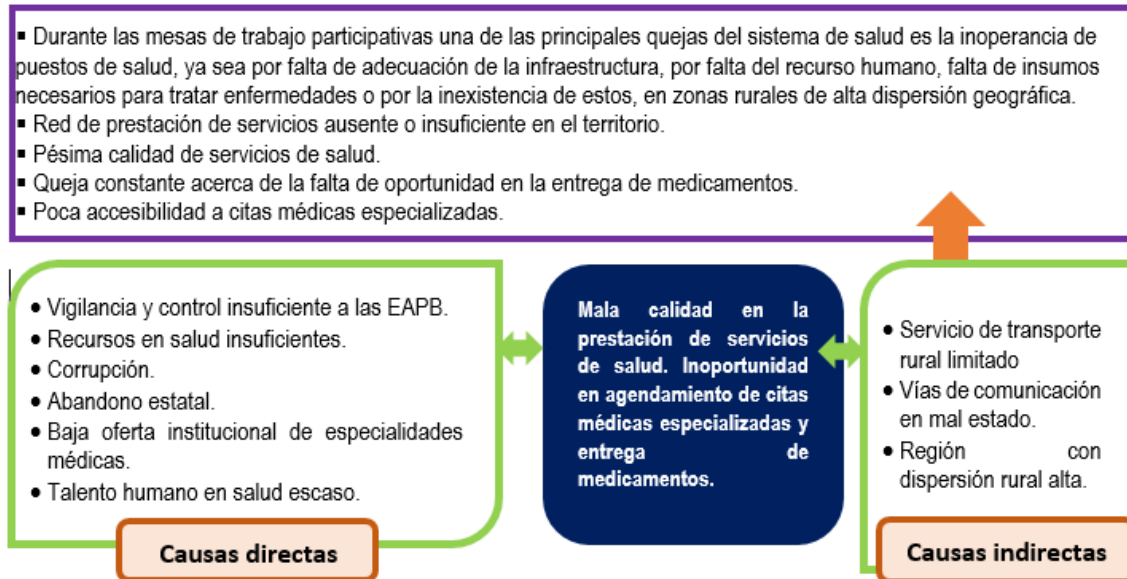 ▪ Durante las mesas de trabajo participativas una de las principales quejas del sistema de salud es la inoperancia de
puestos de salud, ya sea por falta de adecuación de la infraestructura, por falta del recurso humano, falta de insumos
necesarios para tratar enfermedades o por la inexistencia de estos, en zonas rurales de alta dispersión geográfica.
▪ Red de prestación de servicios ausente o insuficiente en el territorio.
▪ Pésima calidad de servicios de salud.
▪ Queja constante acerca de la falta de oportunidad en la entrega de medicamentos.
▪ Poca accesibilidad a citas médicas especializadas.
• Vigilancia y control insuficiente a las EAPB.
• Recursos en salud insuficientes.
• Corrupción.
• Abandono estatal.
• Baja oferta institucional de especialidades
médicas.
• Talento humano en salud escaso.
Causas directas
Mala calidad en la
prestación de servicios
de salud. Inoportunidad
en agendamiento de citas
médicas especializadas y
entrega de
medicamentos.
• Servicio de transporte
rural limitado
• Vías de comunicación
en mal estado.
• Región con
dispersión rural alta.
Causas indirectas